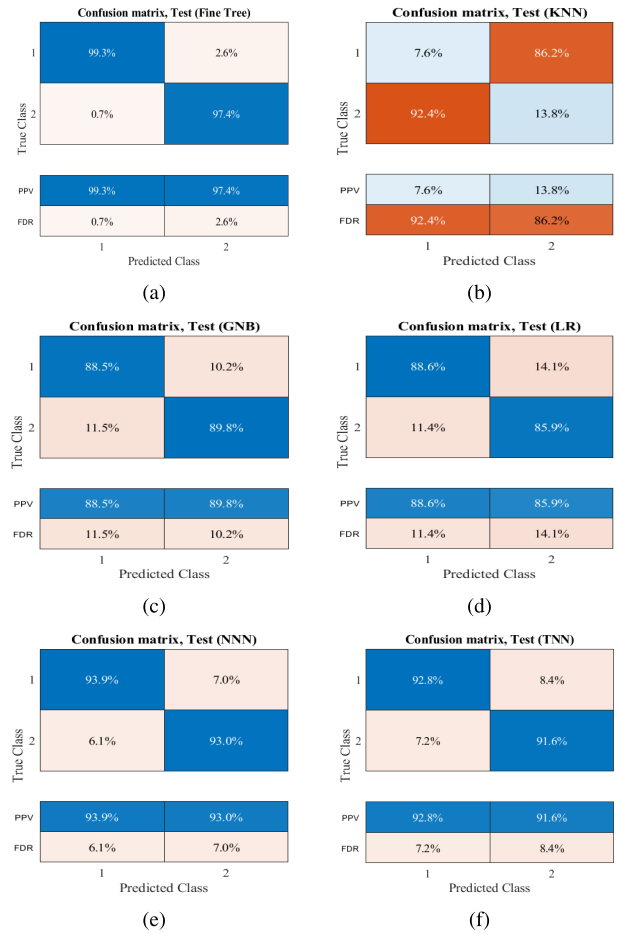 Confusion matrix, Test (Fine Tree)
1 99.3% 2.6%
2 0.7% 97.4%
True Class
PPV 99.3% 97.4%
FDR 0.7% 2.6%
1 2
Predicted Class
(a)
Confusion matrix, Test (KNN)
1 7.6% 86.2%
2 92.4% 13.8%
True Class
PPV 7.6% 13.8%
FDR 92.4% 86.2%
1 2
Predicted Class
(b)
Confusion matrix, Test (GNB)
1 88.5% 10.2%
2 11.5% 89.8%
True Class
PPV 88.5% 89.8%
FDR 11.5% 10.2%
1 2
Predicted Class
(c)
Confusion matrix, Test (LR)
1 88.6% 14.1%
2 11.4% 85.9%
True Class
PPV 88.6% 85.9%
FDR 11.4% 14.1%
1 2
Predicted Class
(d)
Confusion matrix, Test (NNN)
1 93.9% 7.0%
2 6.1% 93.0%
True Class
PPV 93.9% 93.0%
FDR 6.1% 7.0%
1 2
Predicted Class
(e)
Confusion matrix, Test (TNN)
1 92.8% 8.4%
2 7.2% 91.6%
True Class
PPV 92.8% 91.6%
FDR 7.2% 8.4%
1 2
Predicted Class
(f)